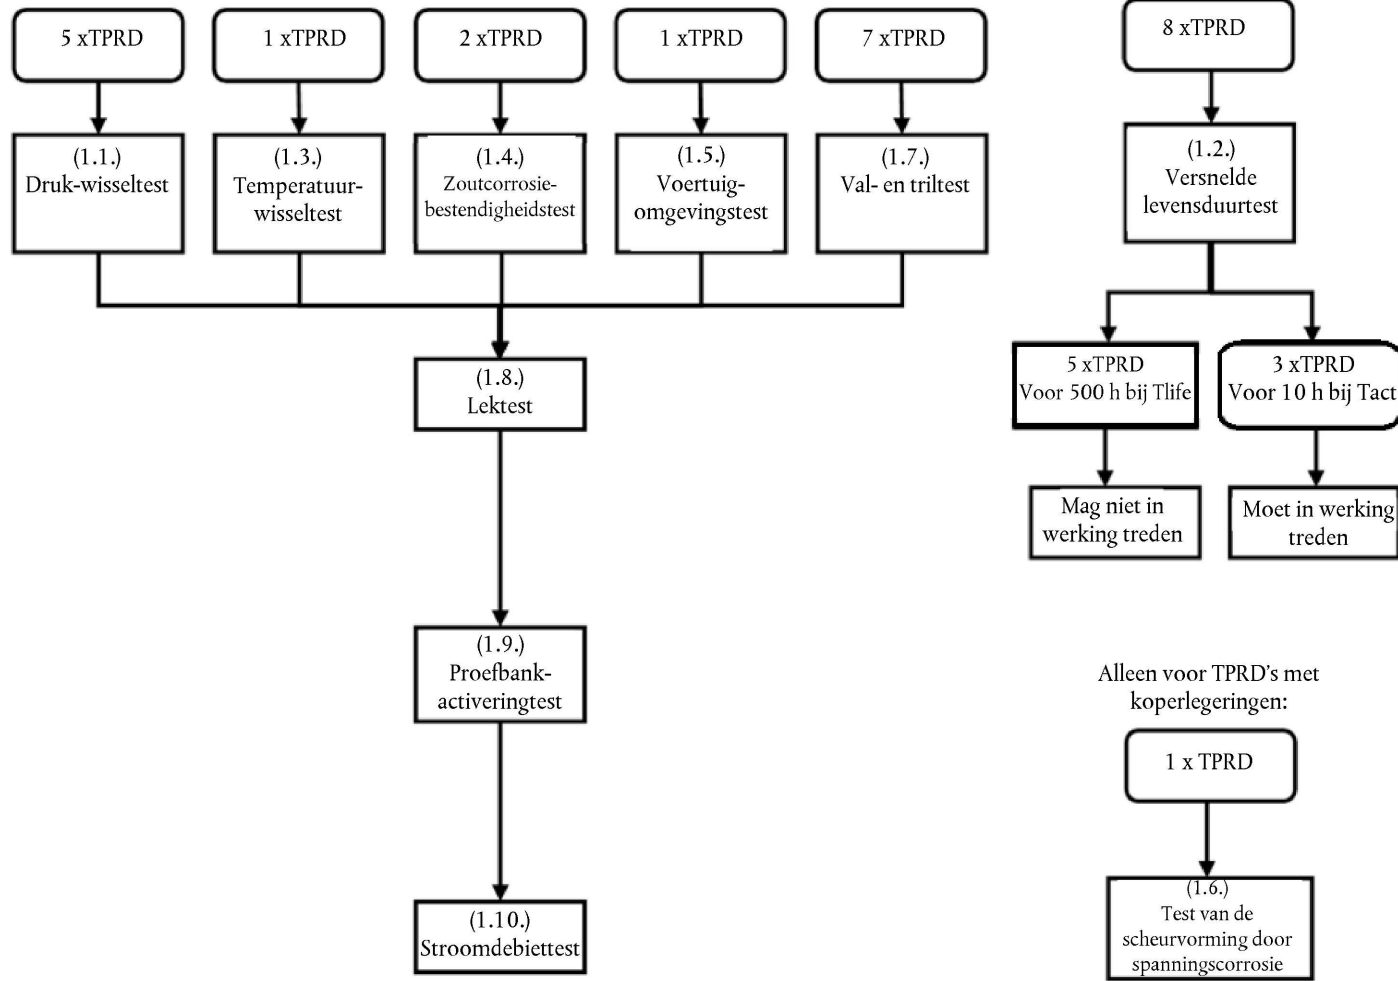 5 xTPRD
1 xTPRD
2 xTPRD
1 xTPRD
7 xTPRD
8 xTPRD
(1.1.)
Druk-wisseltest
(1.3.)
Temperatuur-
wisseltest
(1.4.)
Zoutcorrosie-
bestendigheidstest
(1.5.)
Voertuig-
omgevingstest
(1.7.)
Val- en triltest
(1.2.)
Versnelde
levensduurtest
5 xTPRD
Voor 500 h bij Tlife
3 xTPRD
Voor 10 h bij Tact
(1.8.)
Lektest
Mag niet in
werking treden
Moet in werking
treden
(1.9.)
Proefbank-
activeringtest
Alleen voor TPRD’s met
koperlegeringen:
1 x TPRD
(1.10.)
Stroomdebiettest
(1.6.)
Test van de
scheurvorming door
spanningscorrosie